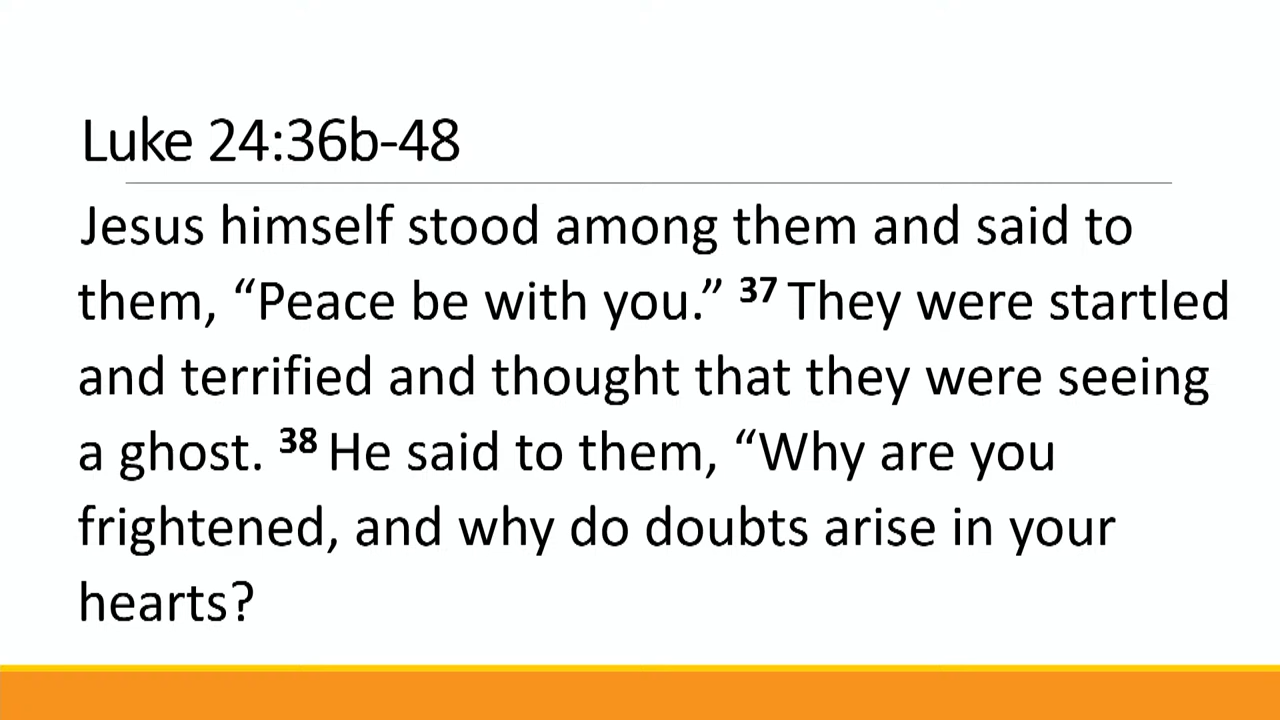 Luke 24:36b-48
Jesus himself stood among them and said to
them, “Peace be with you.” 37 They were startled
and terrified and thought that they were seeing
a ghost. 38 He said to them, “Why are you
frightened, and why do doubts arise in your
hearts?